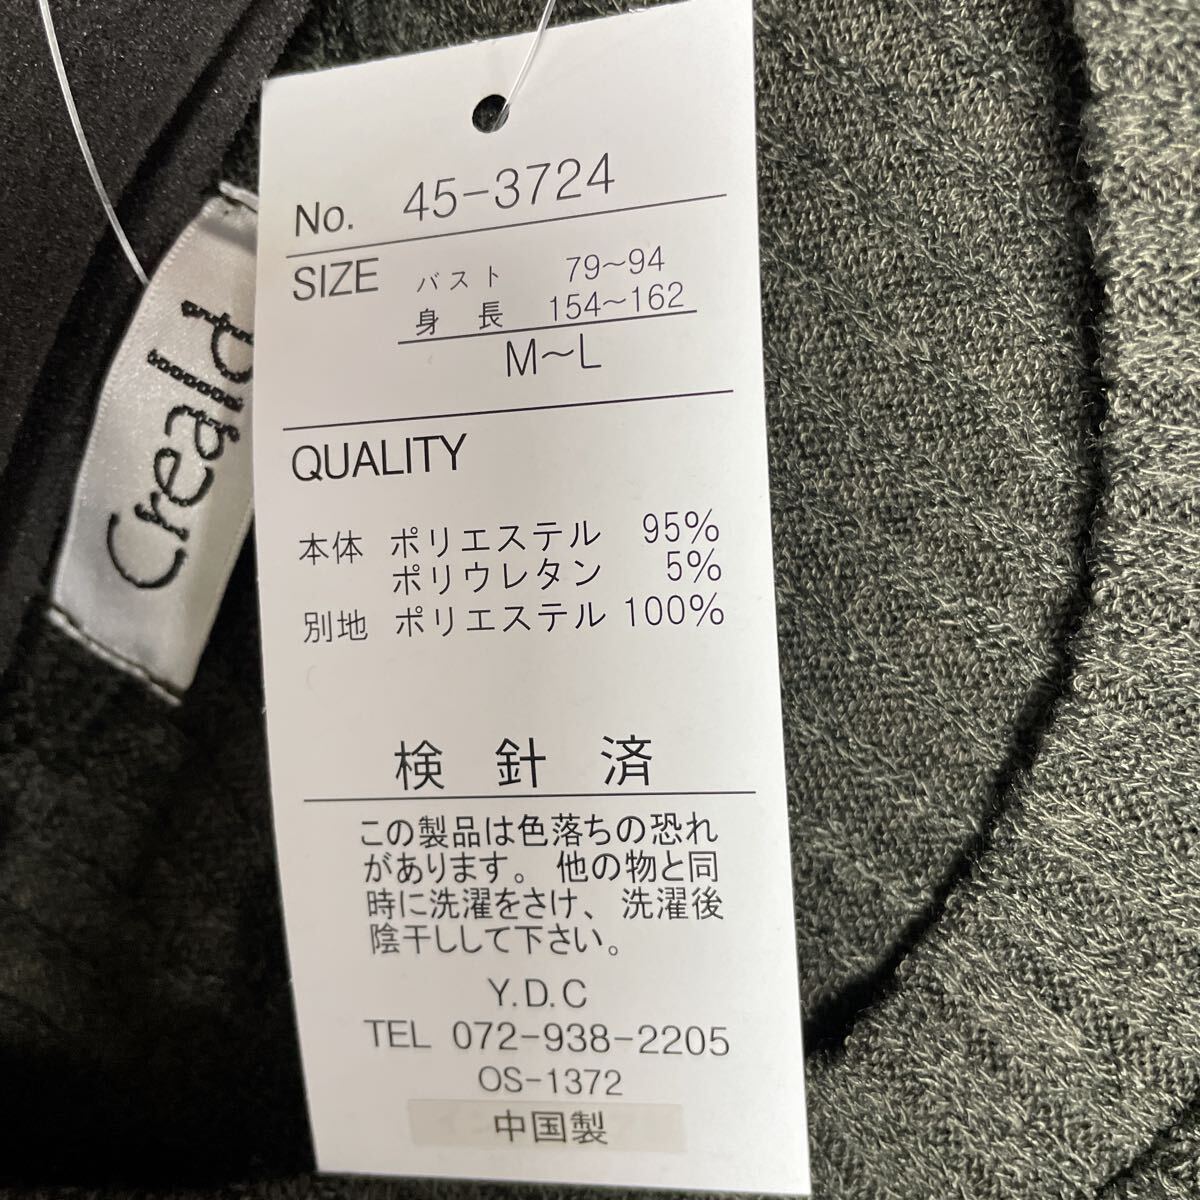 No. 45-3724
SIZE バスト 79~94
身長 154~162
M~L
QUALITY
本体 ポリエステル 95%
ポリウレタン 5%
別地 ポリエステル 100%
検針済
この製品は色落ちの恐れ
があります。他の物と同
時に洗濯をさけ、洗濯後
陰干しして下さい。
Y.D.C
TEL 072-938-2205
OS-1372
中国製
Creald